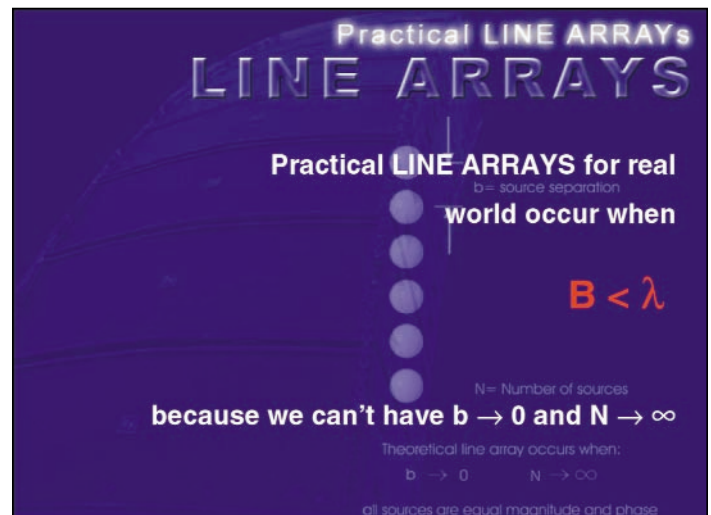 Practical LINE ARRAYs
LINE ARRAYS
Practical LINE ARRAYS for real
b= source separation
world occur when
B < λ
N= Number of sources
because we can't have b → 0 and N → ∞
Theoretical line array occurs when:
b → 0 N → ∞
all sources are equal magnitude and phase